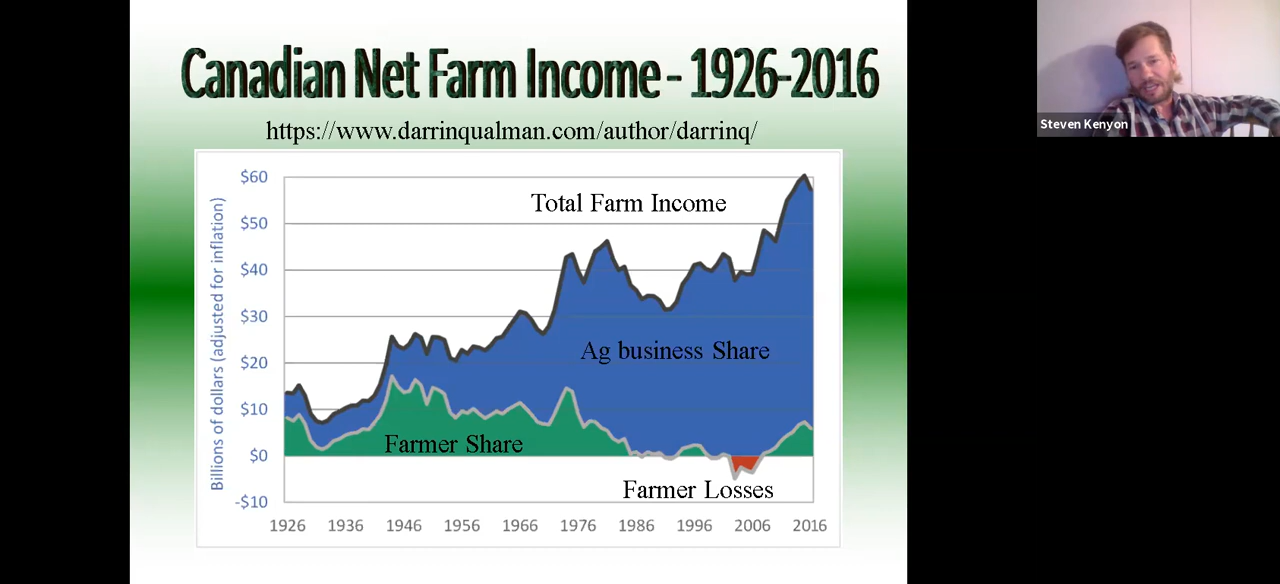 Canadian Net Farm Income - 1926-2016
https://www.darrinqualman.com/author/darrinq/
Steven Kenyon
Billions of dollars (adjusted for inflation)
$60
$50
$40
$30
$20
$10
$0
-$10
Total Farm Income
Ag business Share
Farmer Share
Farmer Losses
1926 1936 1946 1956 1966 1976 1986 1996 2006 2016